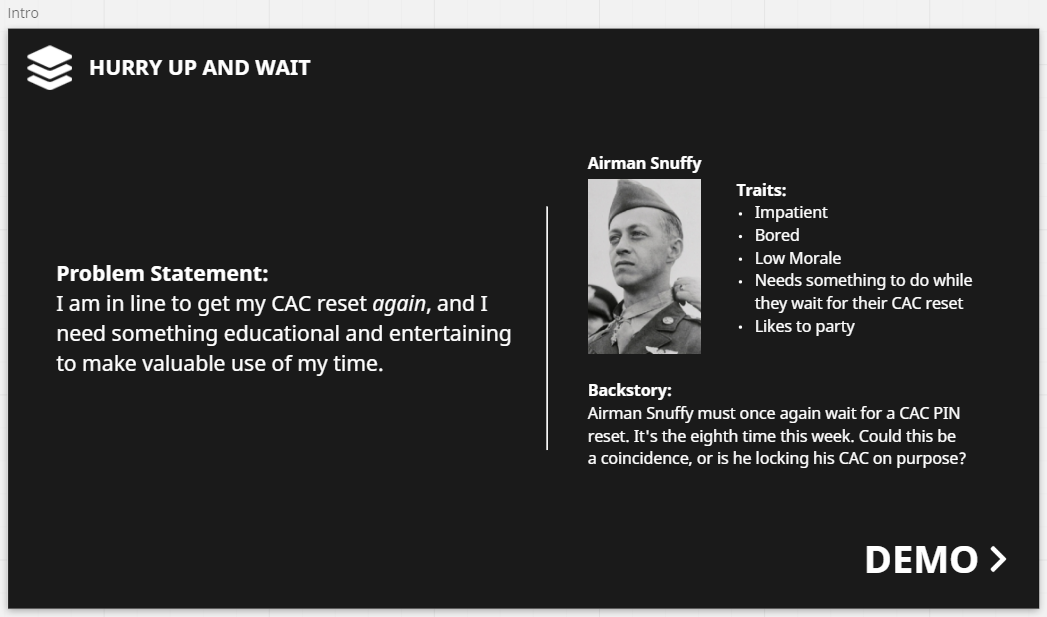 Intro
HURRY UP AND WAIT
Problem Statement:
I am in line to get my CAC reset again, and I
need something educational and entertaining
to make valuable use of my time.
Airman Snuffy
Traits:
• Impatient
• Bored
• Low Morale
• Needs something to do while
they wait for their CAC reset
• Likes to party
Backstory:
Airman Snuffy must once again wait for a CAC PIN
reset. It's the eighth time this week. Could this be
a coincidence, or is he locking his CAC on purpose?
DEMO >